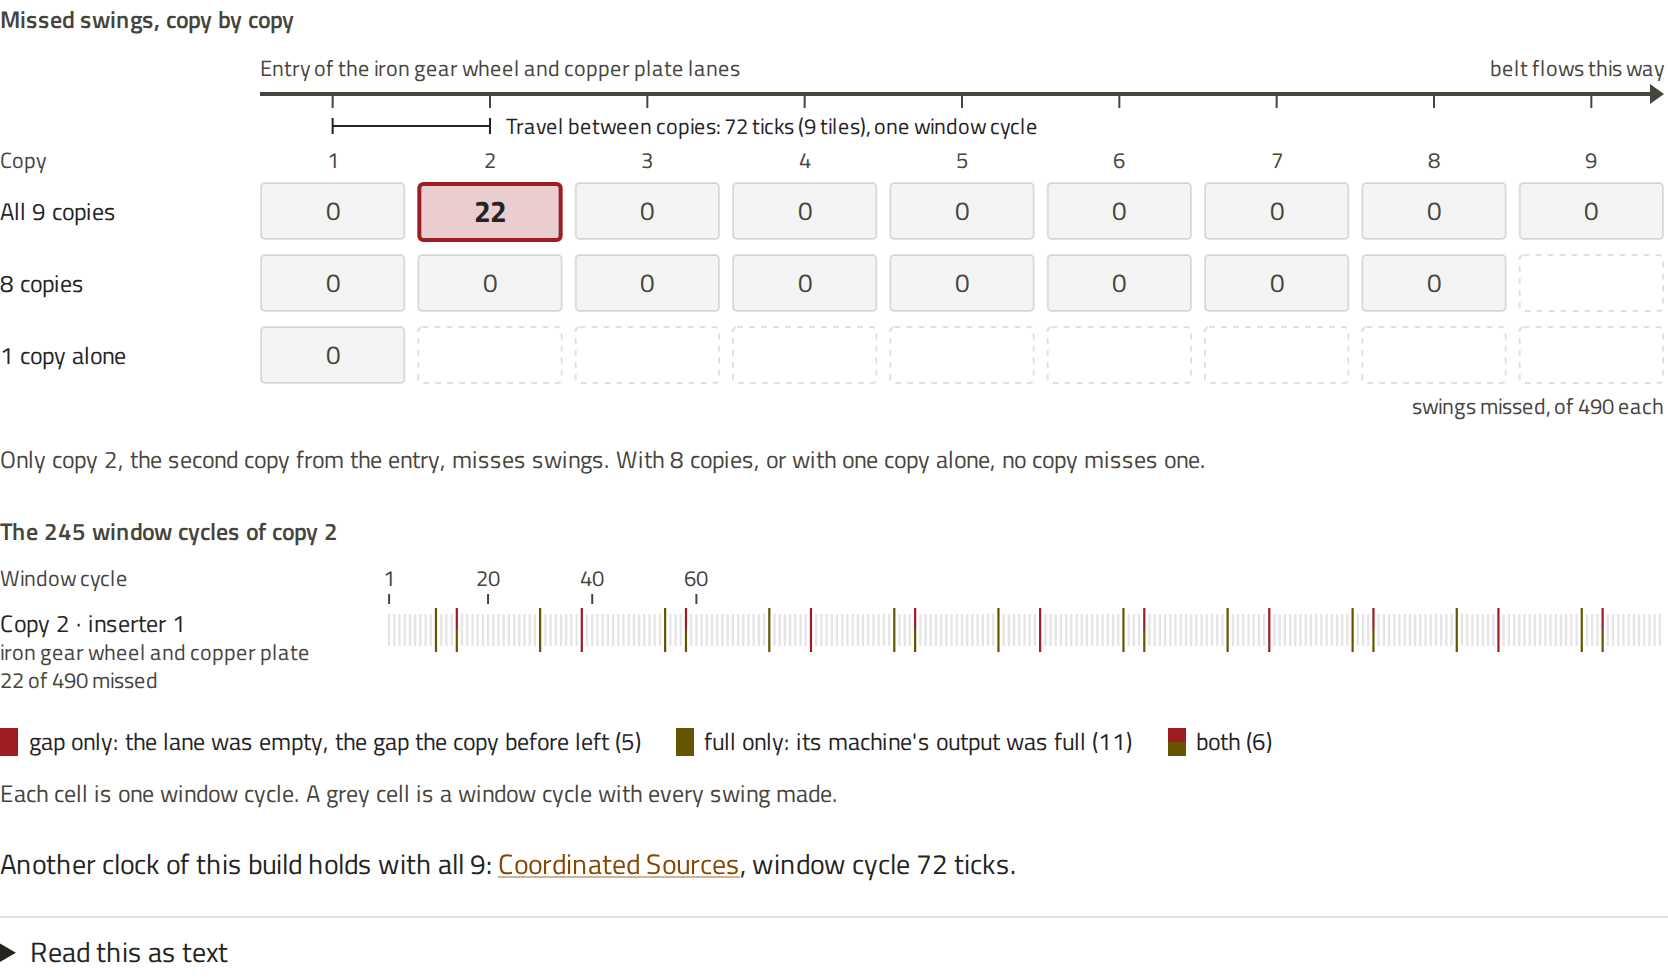 Missed swings, copy by copy
Entry of the iron gear wheel and copper plate lanes
belt flows this way
Travel between copies: 72 ticks (9 tiles), one window cycle
Copy 1 2 3 4 5 6 7 8 9
All 9 copies 0 22 0 0 0 0 0 0 0
8 copies 0 0 0 0 0 0 0 0
1 copy alone 0
swings missed, of 490 each
Only copy 2, the second copy from the entry, misses swings. With 8 copies, or with one copy alone, no copy misses one.
The 245 window cycles of copy 2
Window cycle 1 20 40 60
Copy 2 · inserter 1
iron gear wheel and copper plate
22 of 490 missed
gap only: the lane was empty, the gap the copy before left (5)
full only: its machine's output was full (11)
both (6)
Each cell is one window cycle. A grey cell is a window cycle with every swing made.
Another clock of this build holds with all 9: Coordinated Sources, window cycle 72 ticks.
Read this as text